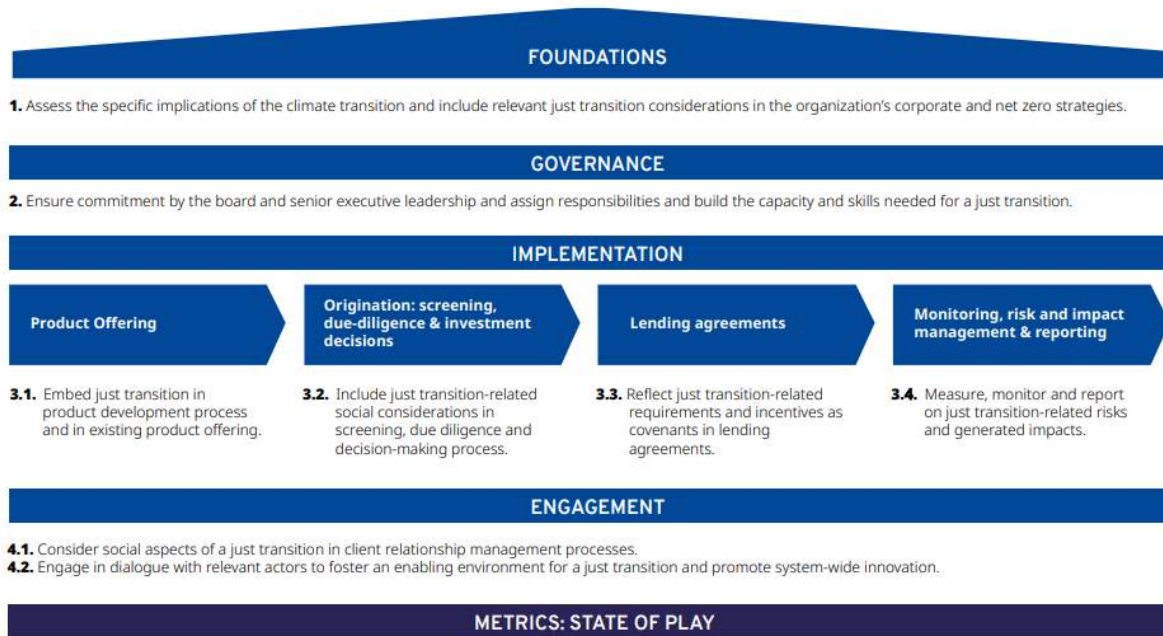 FOUNDATIONS
1. Assess the specific implications of the climate transition and include relevant just transition considerations in the organization's corporate and net zero strategies.
GOVERNANCE
2. Ensure commitment by the board and senior executive leadership and assign responsibilities and build the capacity and skills needed for a just transition.
IMPLEMENTATION
Product Offering
Origination: screening,
due-diligence & investment
decisions
Lending agreements
Monitoring, risk and impact
management & reporting
3.1. Embed just transition in
product development process
and in existing product offering.
3.2. Include just transition-related
social considerations in
screening, due diligence and
decision-making process.
3.3. Reflect just transition-related
requirements and incentives as
covenants in lending
agreements.
3.4. Measure, monitor and report
on just transition-related risks
and generated impacts.
ENGAGEMENT
4.1. Consider social aspects of a just transition in client relationship management processes.
4.2. Engage in dialogue with relevant actors to foster an enabling environment for a just transition and promote system-wide innovation.
METRICS: STATE OF PLAY